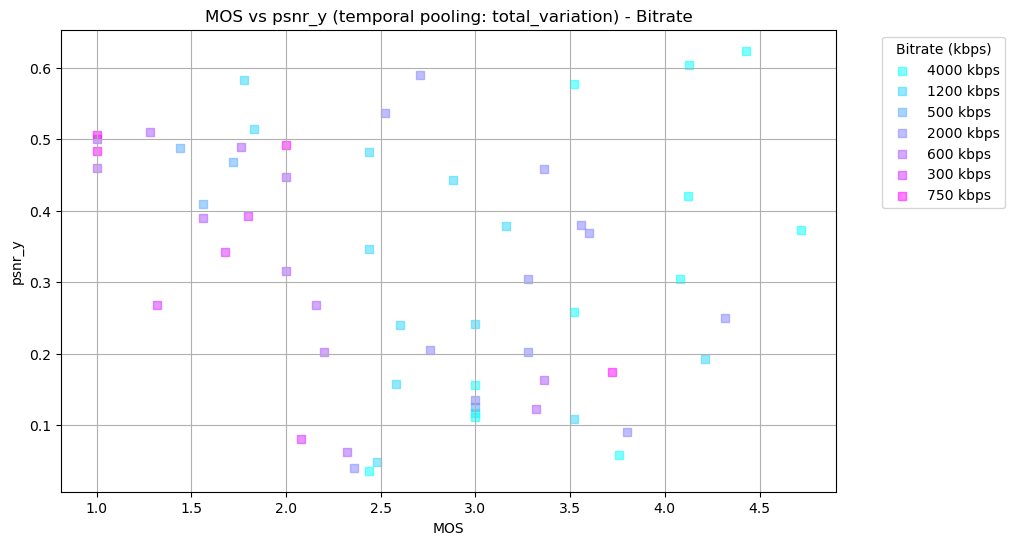 MOS vs psnr_y (temporal pooling: total_variation) - Bitrate
psnr_y
0.6
0.5
0.4
0.3
0.2
0.1
1.0 1.5 2.0 2.5 3.0 3.5 4.0 4.5
MOS
Bitrate (kbps)
4000 kbps
1200 kbps
500 kbps
2000 kbps
600 kbps
300 kbps
750 kbps